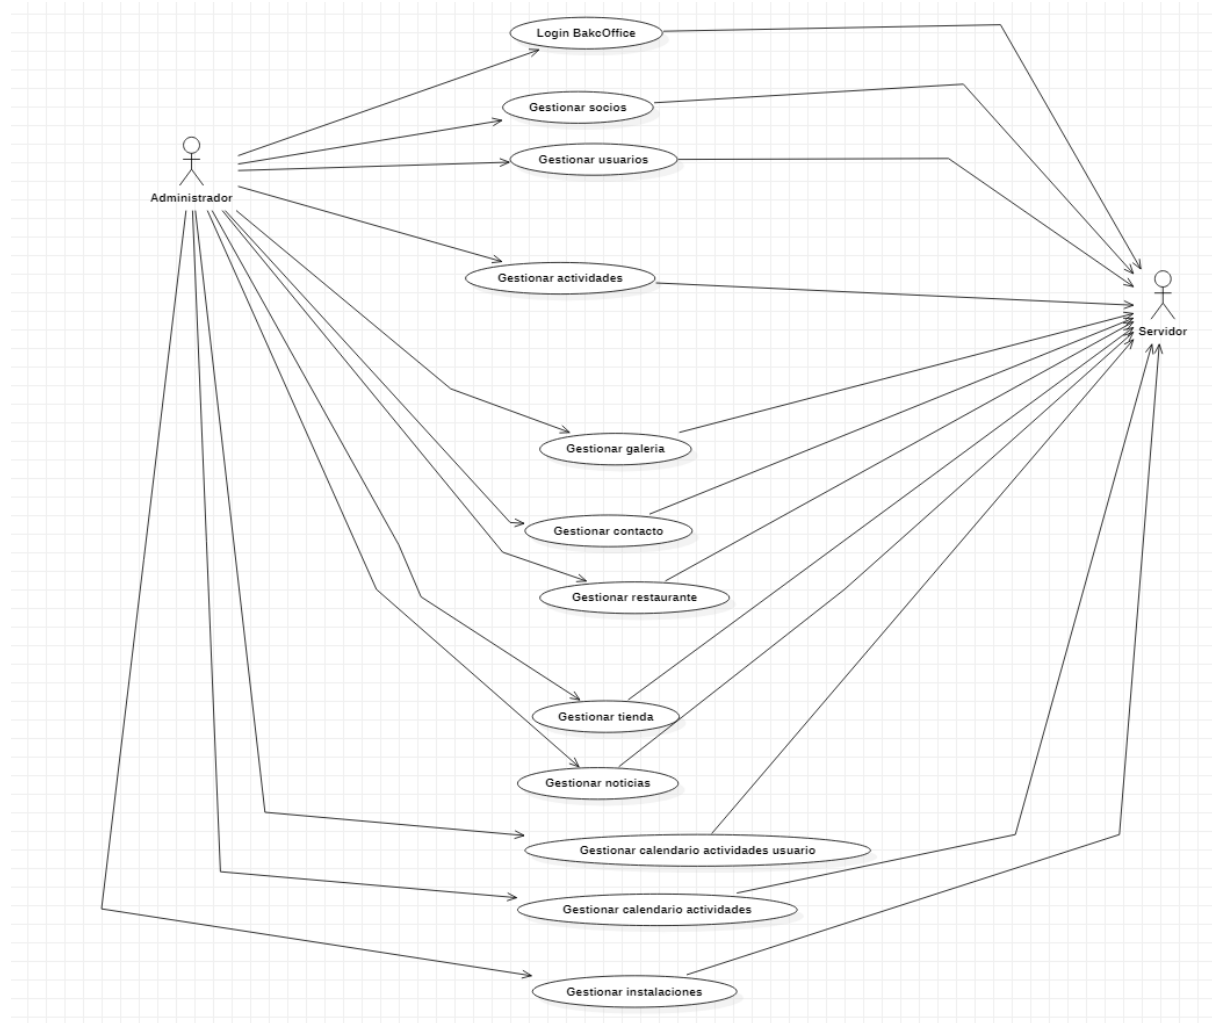 Login BakcOffice
Gestionar socios
Gestionar usuarios
Administrador
Gestionar actividades
Servidor
Gestionar galeria
Gestionar contacto
Gestionar restaurante
Gestionar tienda
Gestionar noticias
Gestionar calendario actividades usuario
Gestionar calendario actividades
Gestionar instalaciones